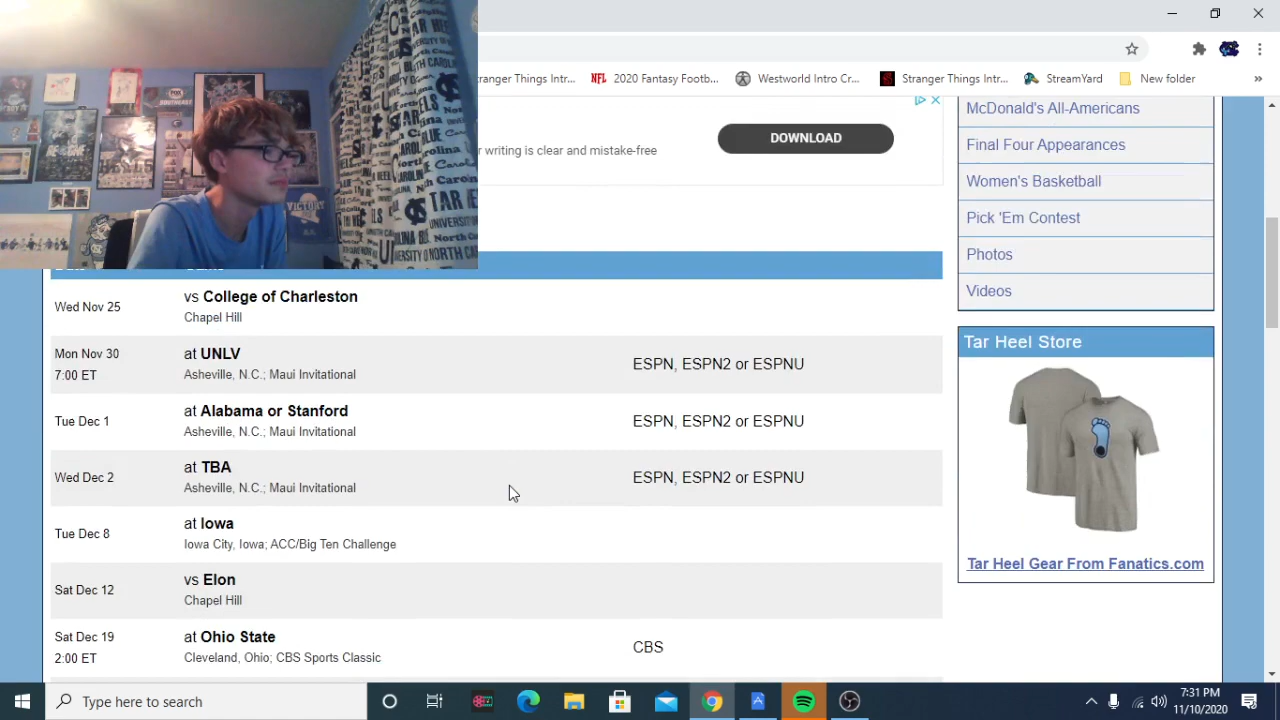 tranger Things Intr...
NFL 2020 Fantasy Footb...
Westworld Intro Cr...
Stranger Things Intr...
StreamYard
New folder
»
r writing is clear and mistake-free
DOWNLOAD
McDonald's All-Americans
Final Four Appearances
Women's Basketball
Pick 'Em Contest
Photos
Videos
Wed Nov 25
vs College of Charleston
Chapel Hill
Mon Nov 30
7:00 ET
at UNLV
Asheville, N.C.; Maui Invitational
ESPN, ESPN2 or ESPNU
Tue Dec 1
at Alabama or Stanford
Asheville, N.C.; Maui Invitational
ESPN, ESPN2 or ESPNU
Wed Dec 2
at TBA
Asheville, N.C.; Maui Invitational
ESPN, ESPN2 or ESPNU
Tue Dec 8
at Iowa
Iowa City, Iowa; ACC/Big Ten Challenge
Sat Dec 12
vs Elon
Chapel Hill
Sat Dec 19
2:00 ET
at Ohio State
Cleveland, Ohio; CBS Sports Classic
CBS
Tar Heel Store
Tar Heel Gear From Fanatics.com
VICTORY
FOX
TAR HEE
NORTH CAR
Type here to search
7:31 PM
11/10/2020